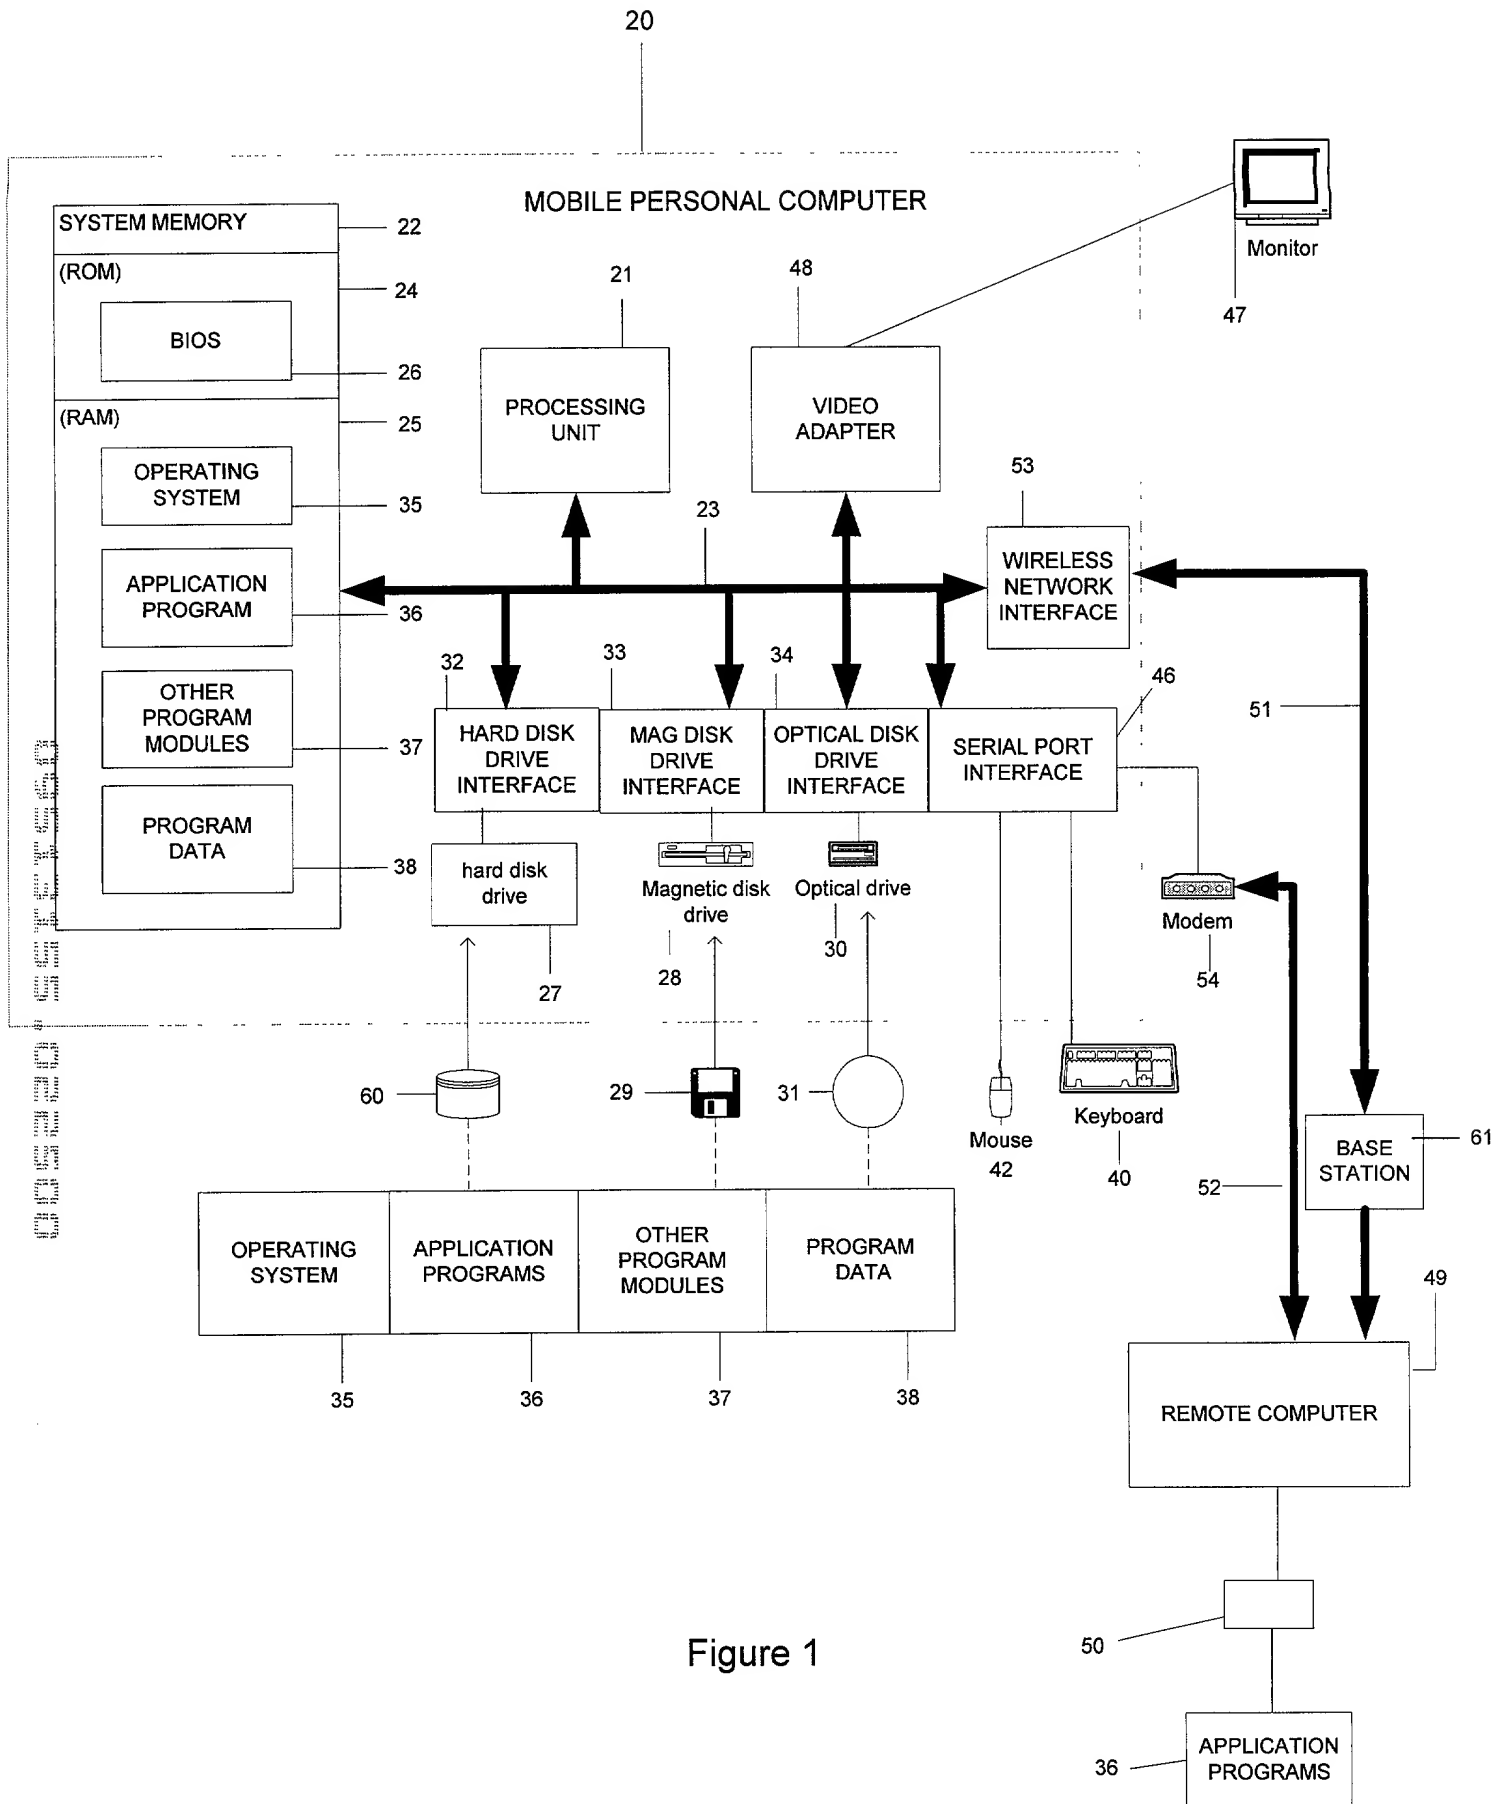 20
MOBILE PERSONAL COMPUTER
SYSTEM MEMORY
22
(ROM)
24
BIOS
26
(RAM)
25
OPERATING
SYSTEM
35
APPLICATION
PROGRAM
36
OTHER
PROGRAM
MODULES
37
PROGRAM
DATA
38
21
PROCESSING
UNIT
48
VIDEO
ADAPTER
Monitor
47
23
53
WIRELESS
NETWORK
INTERFACE
32
HARD DISK
DRIVE
INTERFACE
33
MAG DISK
DRIVE
INTERFACE
34
OPTICAL DISK
DRIVE
INTERFACE
46
SERIAL PORT
INTERFACE
51
hard disk
drive
27
Magnetic disk
drive
28
Optical drive
30
Modem
54
60
29
31
Mouse
42
Keyboard
40
52
BASE
STATION
61
OPERATING
SYSTEM
APPLICATION
PROGRAMS
OTHER
PROGRAM
MODULES
PROGRAM
DATA
35
36
37
38
49
REMOTE COMPUTER
50
36
APPLICATION
PROGRAMS
Figure 1